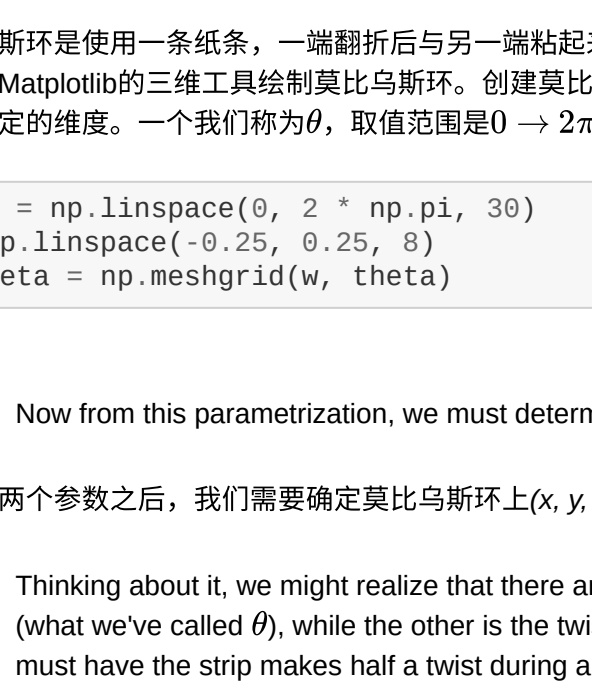 斯环是使用一条纸条，一端翻折后与另一端粘起
Matplotlib的三维工具绘制莫比乌斯环。创建莫比
定的维度。一个我们称为θ，取值范围是0 → 2π
= np.linspace(0, 2 * np.pi, 30)
p.linspace(-0.25, 0.25, 8)
eta = np.meshgrid(w, theta)
Now from this parametrization, we must determ
两个参数之后，我们需要确定莫比乌斯环上(x, y,
Thinking about it, we might realize that there a
(what we've called θ), while the other is the twi
must have the strip makes half a twist during a